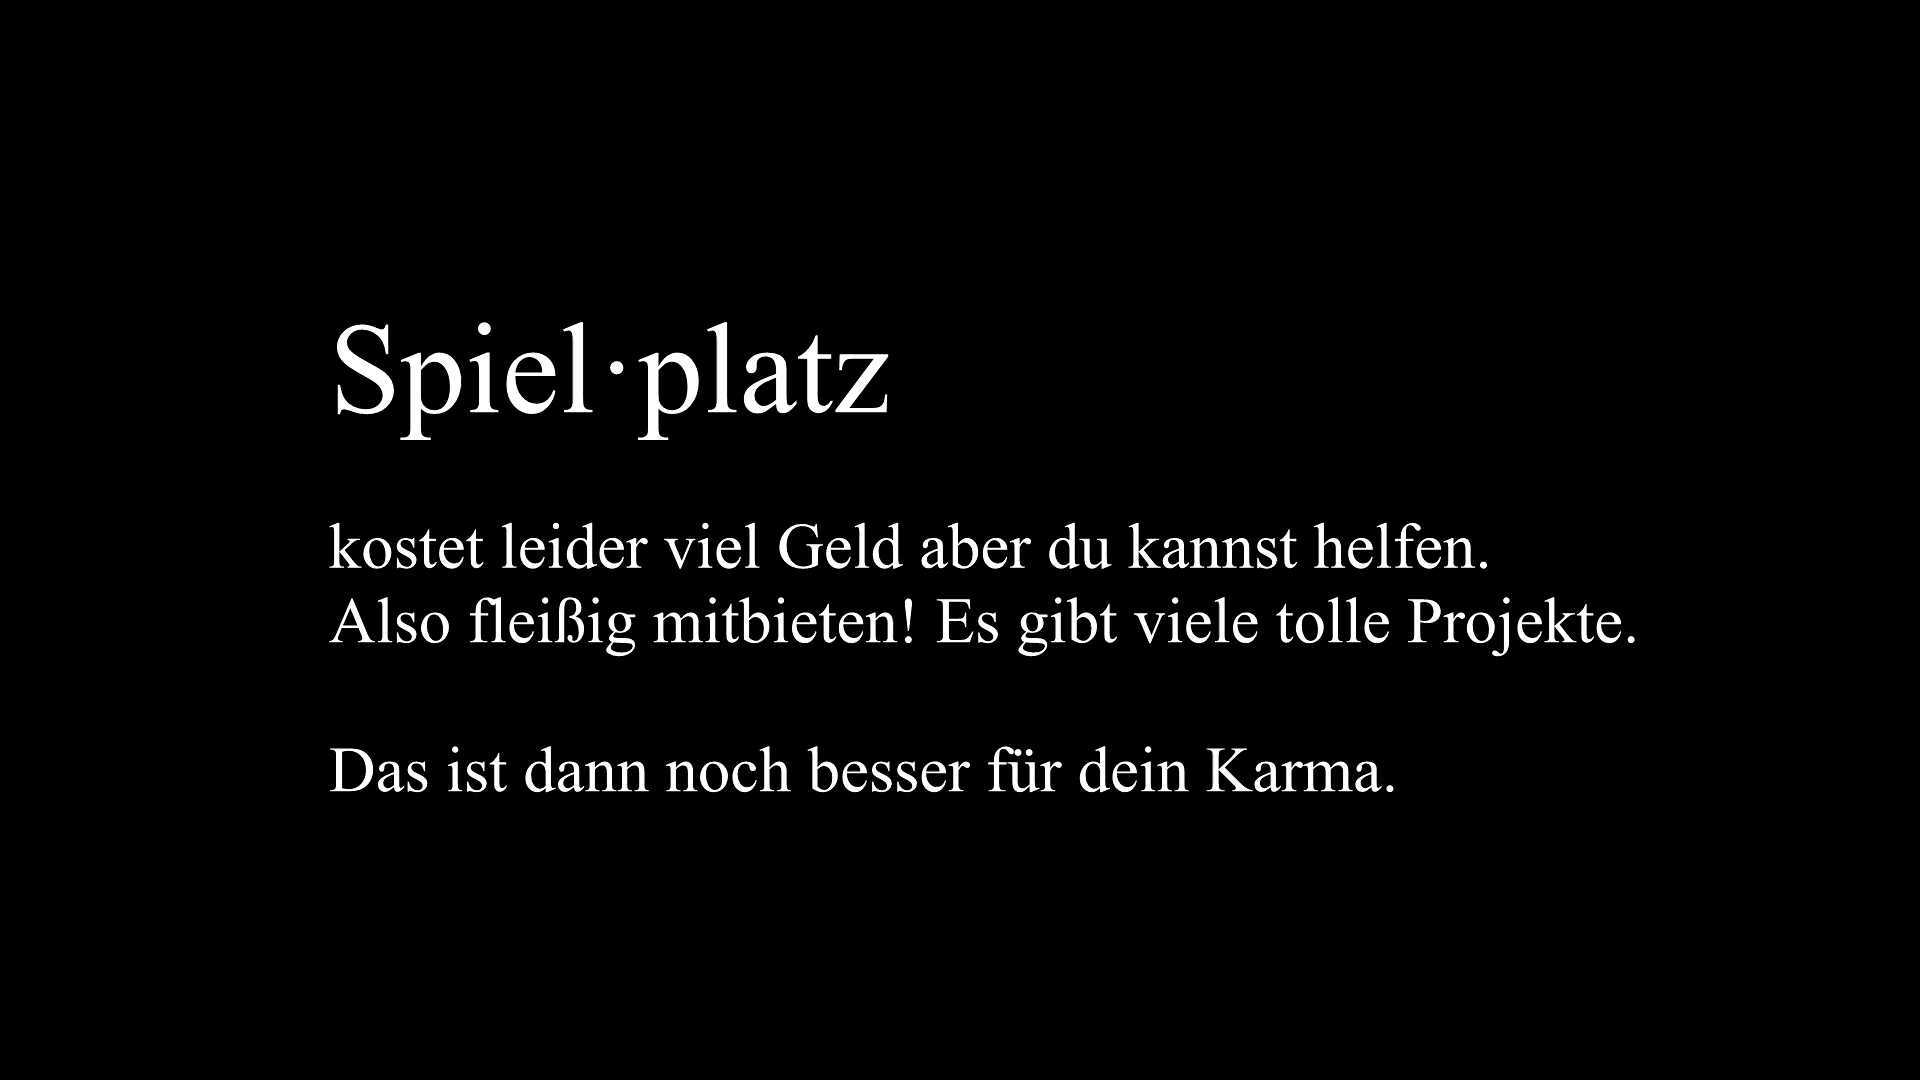 Spiel·platz
kostet leider viel Geld aber du kannst helfen.
Also fleißig mitbieten! Es gibt viele tolle Projekte.
Das ist dann noch besser für dein Karma.